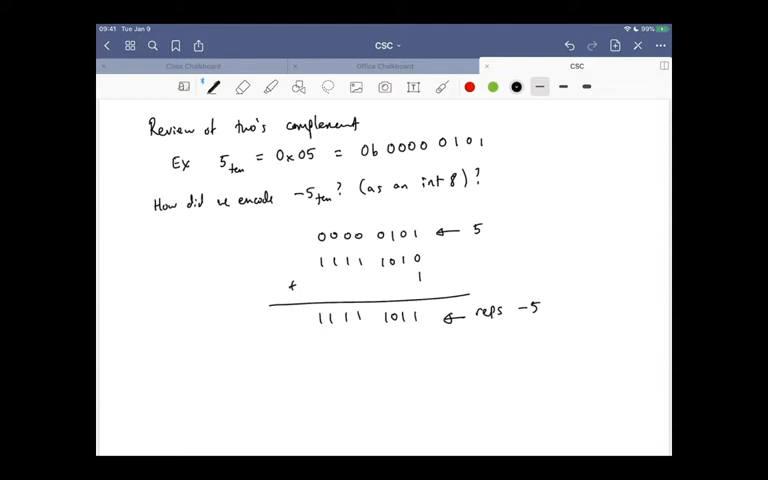 09:41 Tue Jan 9
99%
CSC
Class Chalkboard
Office Chalkboard
CSC
Review of two's complement
Ex 5ten = 0x05 = 0b 0000 0101
How did we encode -5ten? (as an int 8)?
0000 0101 ← 5
1111 1010
+ 1
1111 1011 ← reps -5